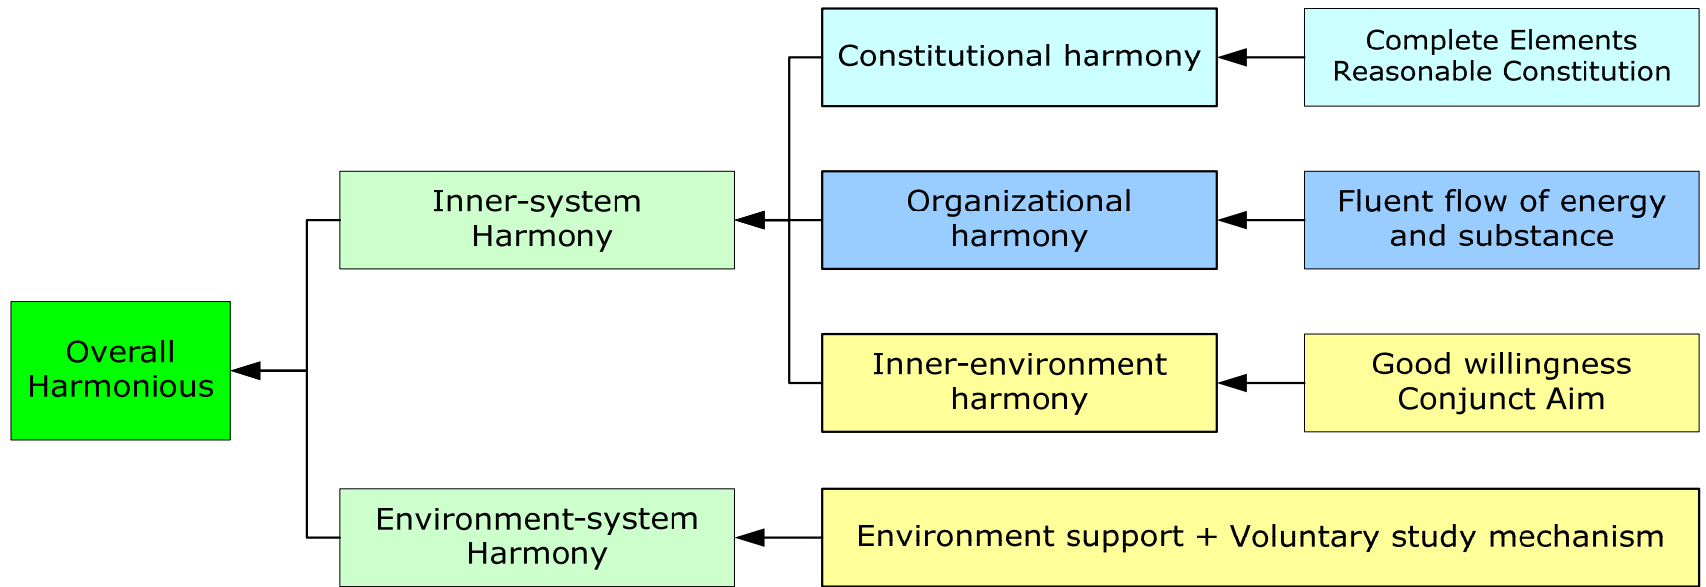 Constitutional harmony
Complete Elements
Reasonable Constitution
Inner-system
Harmony
Organizational
harmony
Fluent flow of energy
and substance
Overall
Harmonious
Inner-environment
harmony
Good willingness
Conjunct Aim
Environment-system
Harmony
Environment support + Voluntary study mechanism